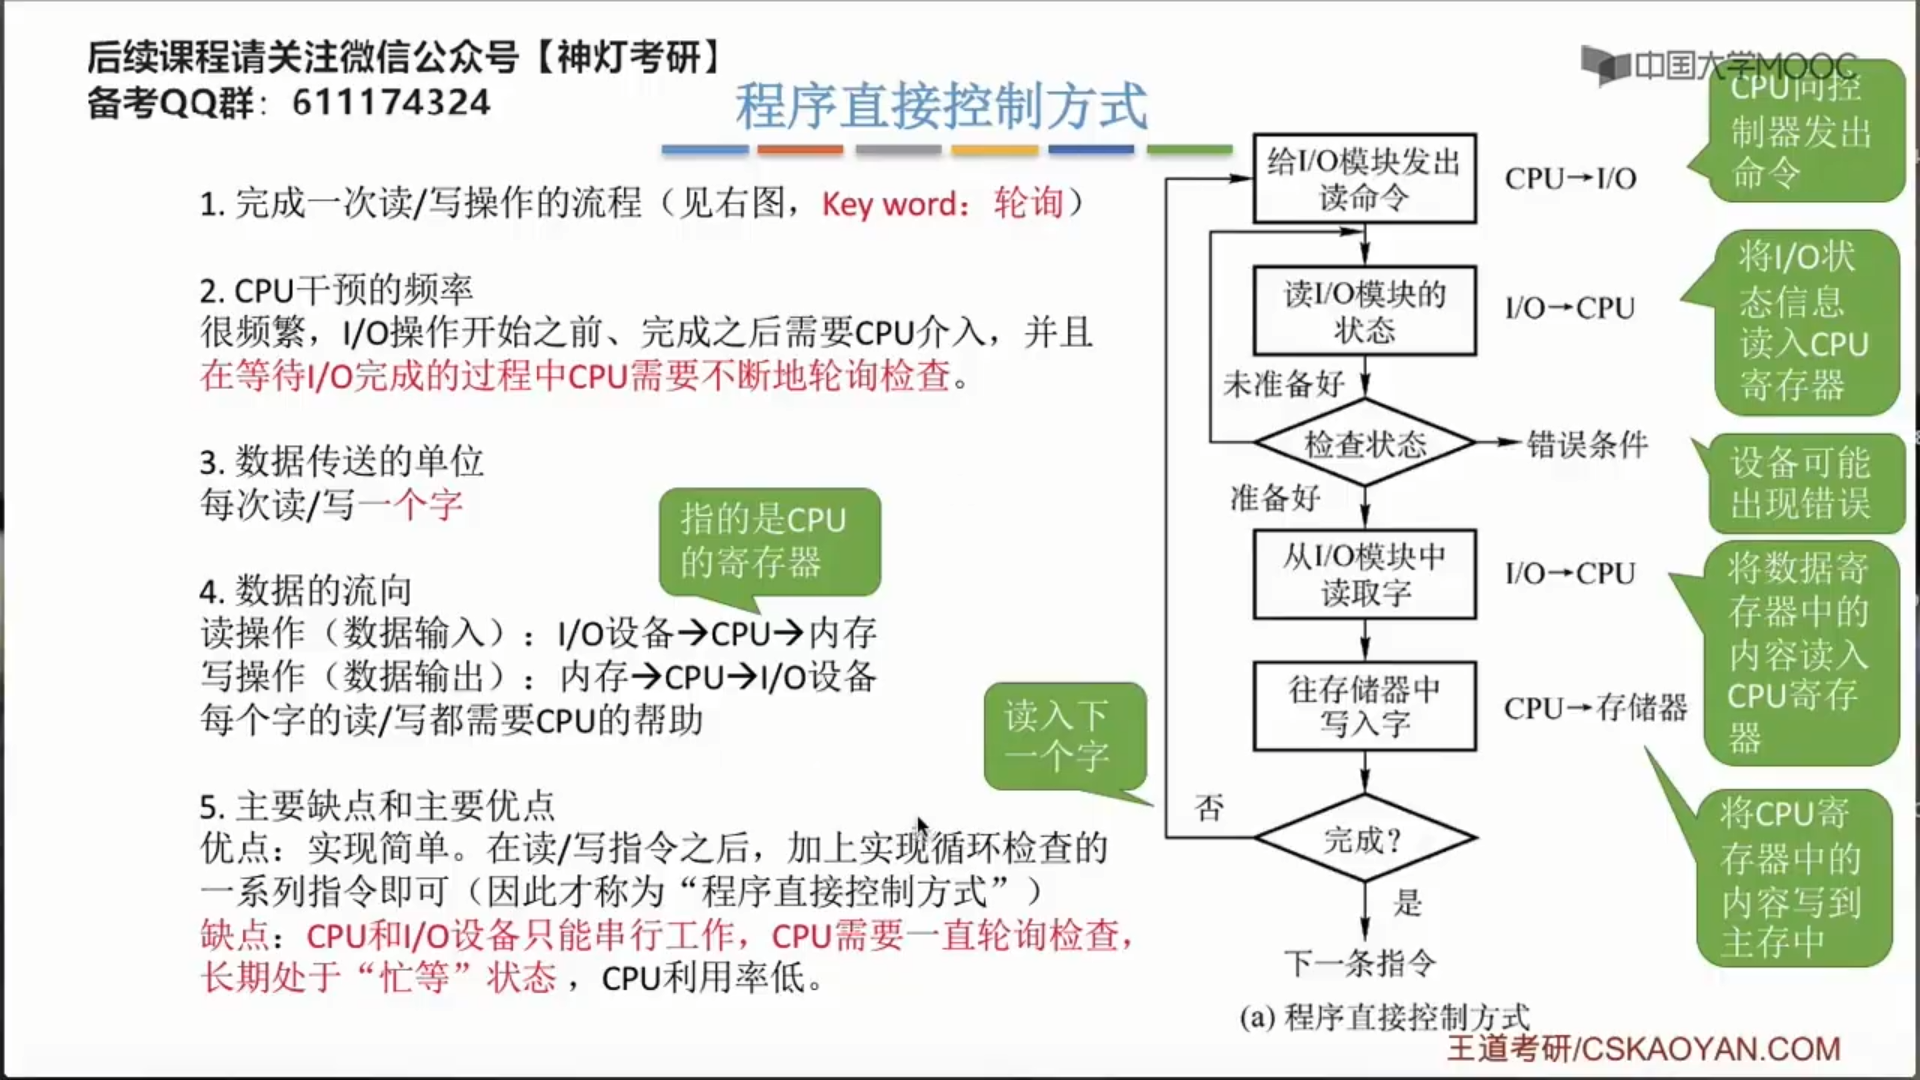 后续课程请关注微信公众号【神灯考研】
备考QQ群：611174324
中国大学MOOC
程序直接控制方式
1. 完成一次读/写操作的流程（见右图，Key word：轮询）
2. CPU干预的频率
很频繁，I/O操作开始之前、完成之后需要CPU介入，并且
在等待I/O完成的过程中CPU需要不断地轮询检查。
3. 数据传送的单位
每次读/写一个字
指的是CPU
的寄存器
4. 数据的流向
读操作（数据输入）：I/O设备→CPU→内存
写操作（数据输出）：内存→CPU→I/O设备
每个字的读/写都需要CPU的帮助
5. 主要缺点和主要优点
优点：实现简单。在读/写指令之后，加上实现循环检查的
一系列指令即可（因此才称为“程序直接控制方式”）
缺点：CPU和I/O设备只能串行工作，CPU需要一直轮询检查，
长期处于“忙等”状态，CPU利用率低。
给I/O模块发出
读命令
CPU→I/O
CPU向控
制器发出
命令
读I/O模块的
状态
I/O→CPU
将I/O状
态信息
读入CPU
寄存器
未准备好
检查状态
错误条件
设备可能
出现错误
准备好
从I/O模块中
读取字
I/O→CPU
将数据寄
存器中的
内容读入
CPU寄存
器
往存储器中
写入字
CPU→存储器
将CPU寄
存器中的
内容写到
主存中
读入下
一个字
否
完成?
是
下一条指令
(a) 程序直接控制方式
王道考研/CSKAOYAN.COM